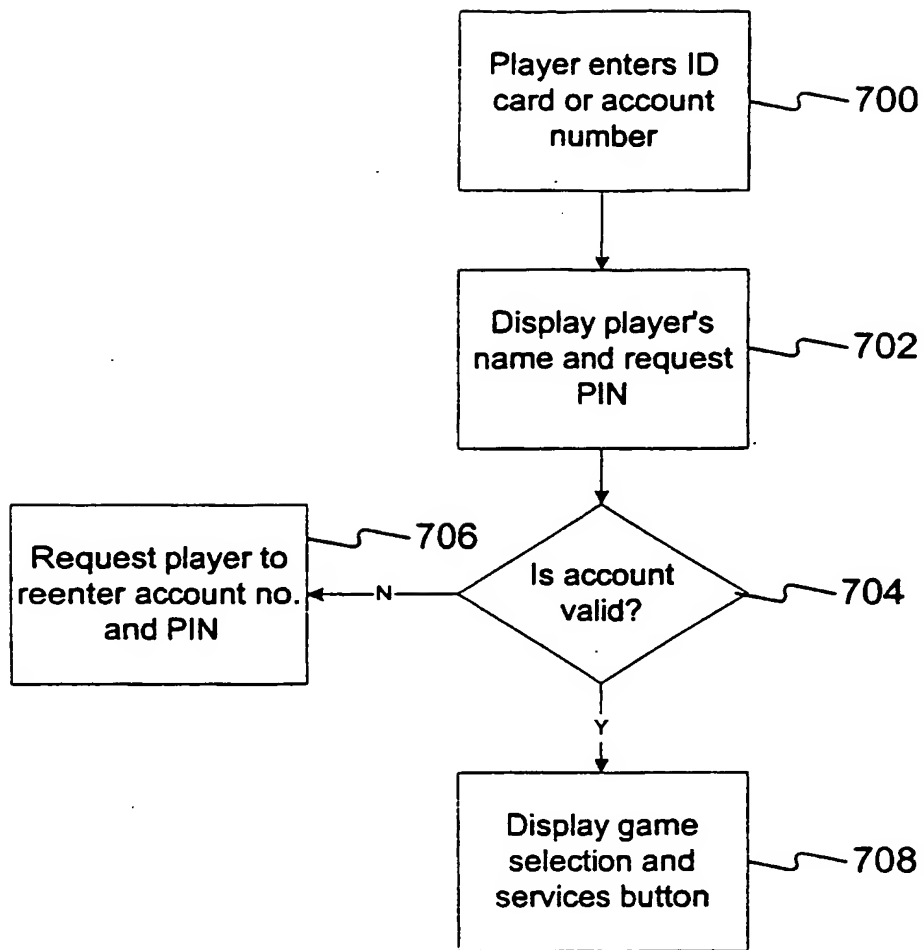 Player enters ID
card or account
number
700
Display player's
name and request
PIN
702
Is account
valid?
704
N
Request player to
reenter account no.
and PIN
706
Y
Display game
selection and
services button
708